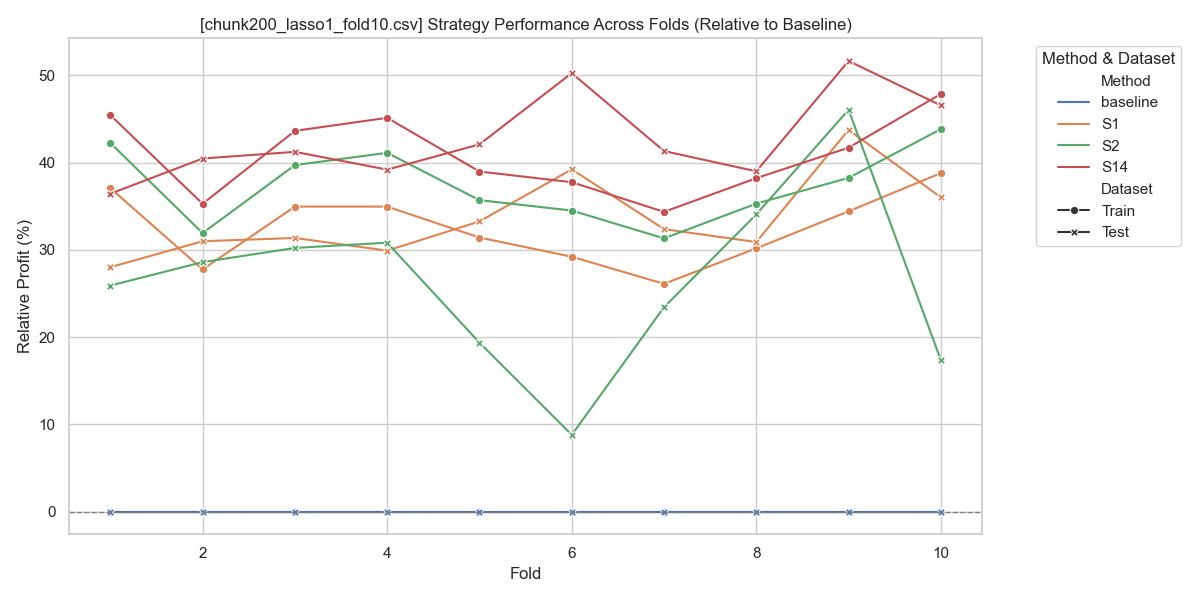 [chunk200_lasso1_fold10.csv] Strategy Performance Across Folds (Relative to Baseline)
Relative Profit (%)
50
40
30
20
10
0
2
4
6
8
10
Fold
Method & Dataset
Method
baseline
S1
S2
S14
Dataset
Train
Test